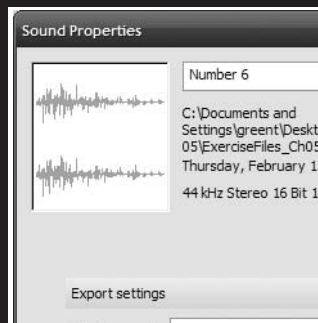 Sound Properties
Number 6
C:\Documents and
Settings\greent\Deskt
05\ExerciseFiles_Ch05
Thursday, February 1
44 kHz Stereo 16 Bit 1
Export settings